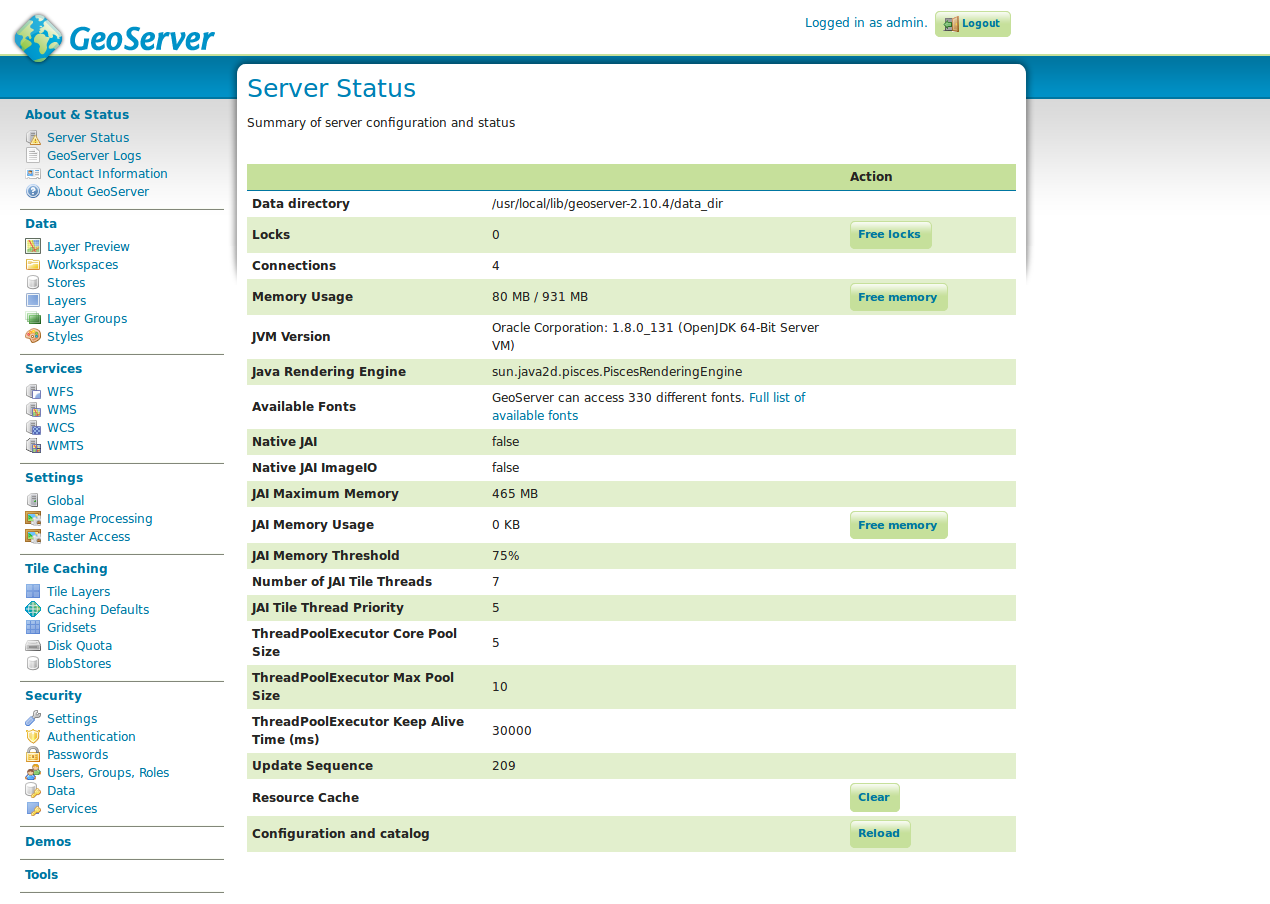 GeoServer
Logged in as admin.
Logout
About & Status
Server Status
GeoServer Logs
Contact Information
About GeoServer
Data
Layer Preview
Workspaces
Stores
Layers
Layer Groups
Styles
Services
WFS
WMS
WCS
WMTS
Settings
Global
Image Processing
Raster Access
Tile Caching
Tile Layers
Caching Defaults
Gridsets
Disk Quota
BlobStores
Security
Settings
Authentication
Passwords
Users, Groups, Roles
Data
Services
Demos
Tools
Server Status
Summary of server configuration and status
Action
Data directory /usr/local/lib/geoserver-2.10.4/data_dir
Locks 0 Free locks
Connections 4
Memory Usage 80 MB / 931 MB Free memory
JVM Version Oracle Corporation: 1.8.0_131 (OpenJDK 64-Bit Server
VM)
Java Rendering Engine sun.java2d.pisces.PiscesRenderingEngine
Available Fonts GeoServer can access 330 different fonts. Full list of
available fonts
Native JAI false
Native JAI ImageIO false
JAI Maximum Memory 465 MB
JAI Memory Usage 0 KB Free memory
JAI Memory Threshold 75%
Number of JAI Tile Threads 7
JAI Tile Thread Priority 5
ThreadPoolExecutor Core Pool
Size 5
ThreadPoolExecutor Max Pool
Size 10
ThreadPoolExecutor Keep Alive
Time (ms) 30000
Update Sequence 209
Resource Cache Clear
Configuration and catalog Reload